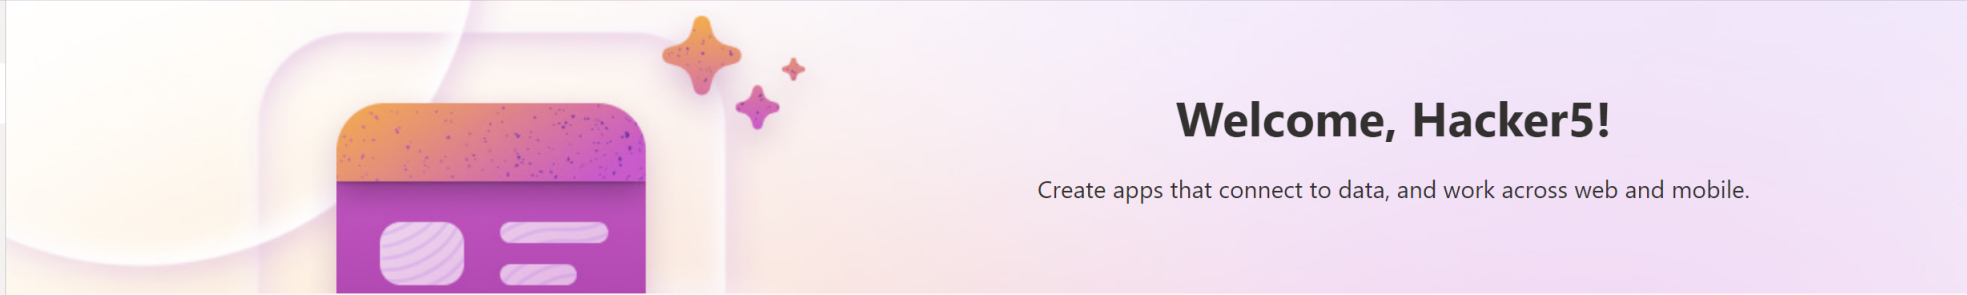 Welcome, Hacker5!
Create apps that connect to data, and work across web and mobile.